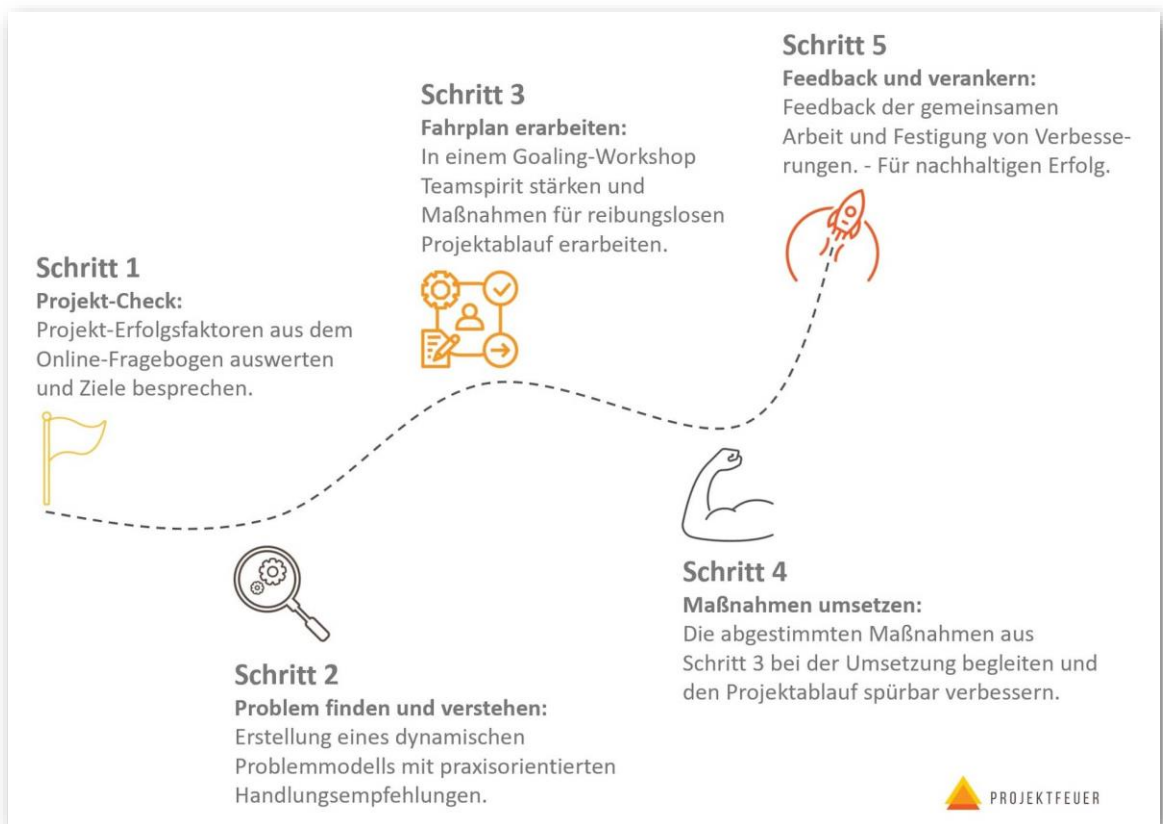 Schritt 1
Projekt-Check:
Projekt-Erfolgsfaktoren aus dem
Online-Fragebogen auswerten
und Ziele besprechen.
Schritt 2
Problem finden und verstehen:
Erstellung eines dynamischen
Problemmodells mit praxisorientierten
Handlungsempfehlungen.
Schritt 3
Fahrplan erarbeiten:
In einem Goaling-Workshop
Teamspirit stärken und
Maßnahmen für reibungslosen
Projektablauf erarbeiten.
Schritt 4
Maßnahmen umsetzen:
Die abgestimmten Maßnahmen aus
Schritt 3 bei der Umsetzung begleiten und
den Projektablauf spürbar verbessern.
Schritt 5
Feedback und verankern:
Feedback der gemeinsamen
Arbeit und Festigung von Verbesse-
rungen. - Für nachhaltigen Erfolg.
PROJEKTFEUER